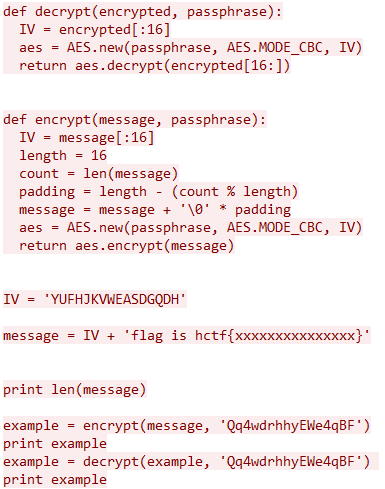 def decrypt(encrypted, passphrase):
  IV = encrypted[:16]
  aes = AES.new(passphrase, AES.MODE_CBC, IV)
  return aes.decrypt(encrypted[16:])
def encrypt(message, passphrase):
  IV = message[:16]
  length = 16
  count = len(message)
  padding = length - (count % length)
  message = message + '\0' * padding
  aes = AES.new(passphrase, AES.MODE_CBC, IV)
  return aes.encrypt(message)
IV = 'YUFHJKVWEASDGQDH'
message = IV + 'flag is hctf{xxxxxxxxxxxxxxx}'
print len(message)
example = encrypt(message, 'Qq4wdrhhyEWe4qBF')
print example
example = decrypt(example, 'Qq4wdrhhyEWe4qBF')
print example